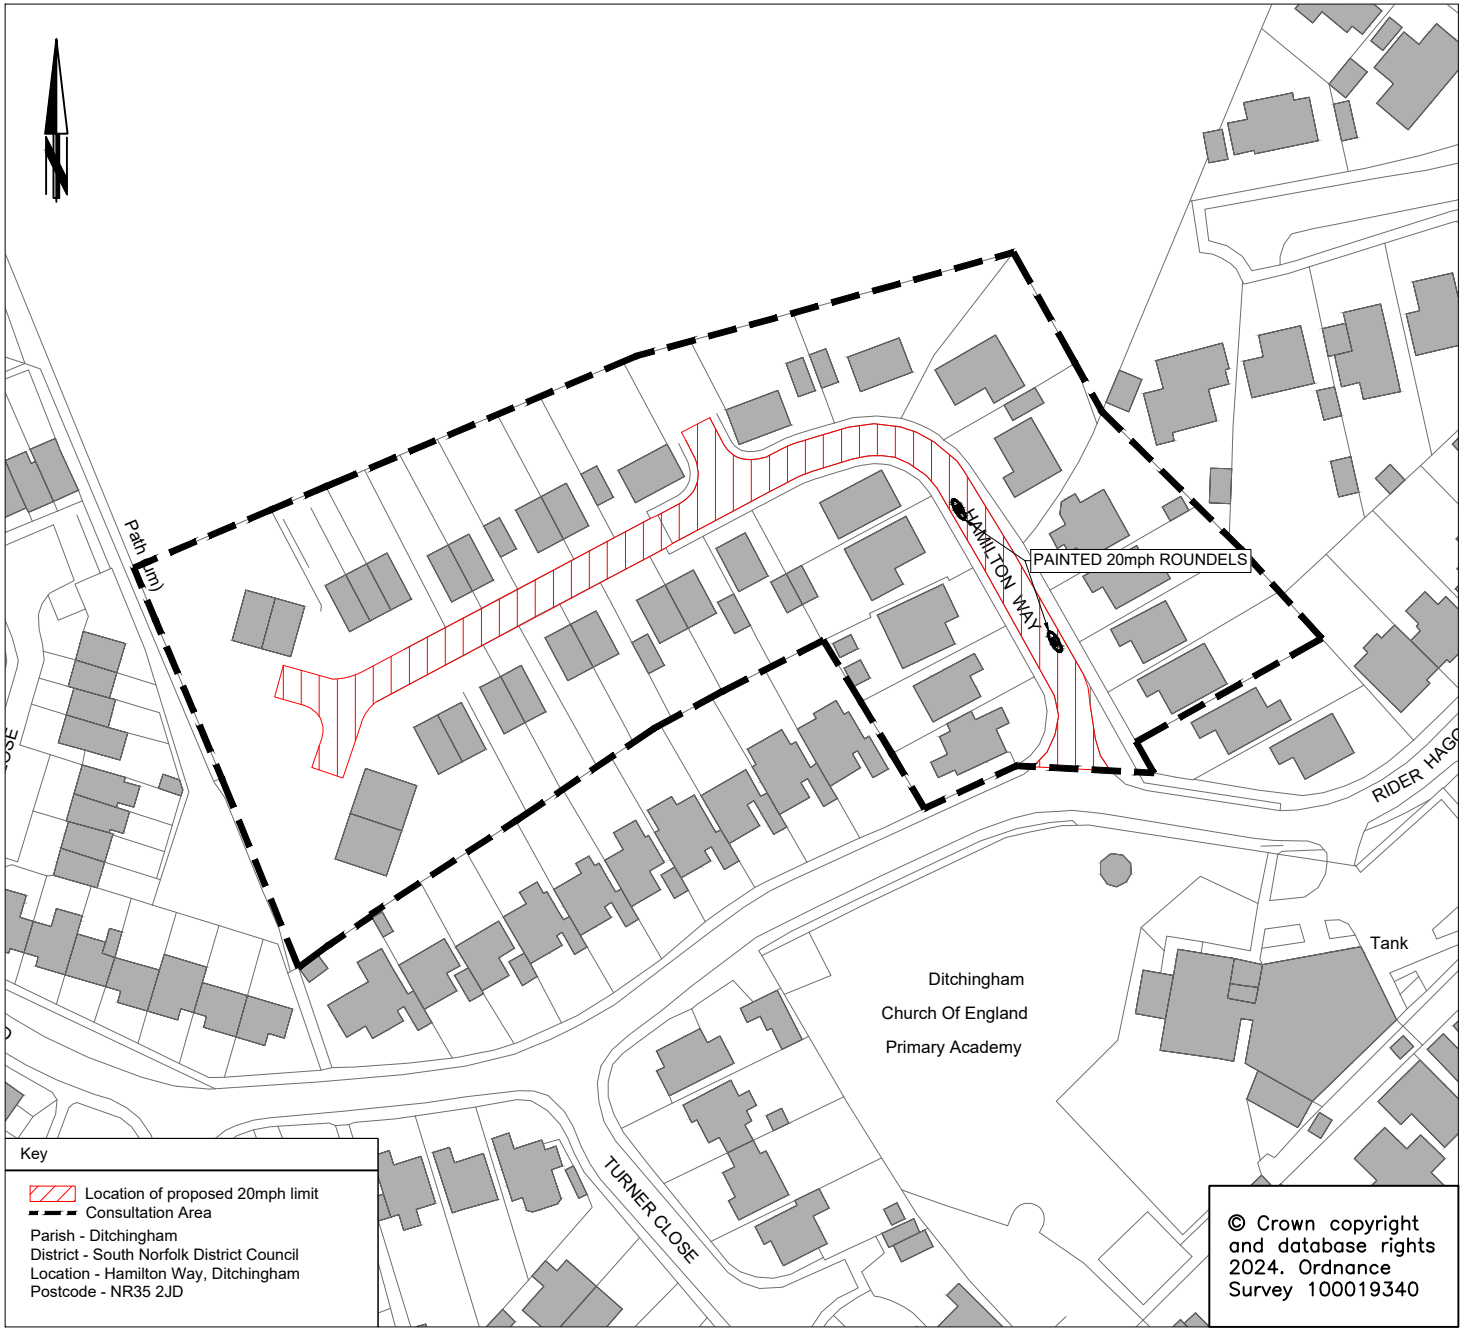 N
Path (um)
HAMILTON WAY
PAINTED 20mph ROUNDELS
RIDER HAGG
OSE
Tank
Ditchingham
Church Of England
Primary Academy
TURNER CLOSE
Key
Location of proposed 20mph limit
Consultation Area
Parish - Ditchingham
District - South Norfolk District Council
Location - Hamilton Way, Ditchingham
Postcode - NR35 2JD
© Crown copyright
and database rights
2024. Ordnance
Survey 100019340